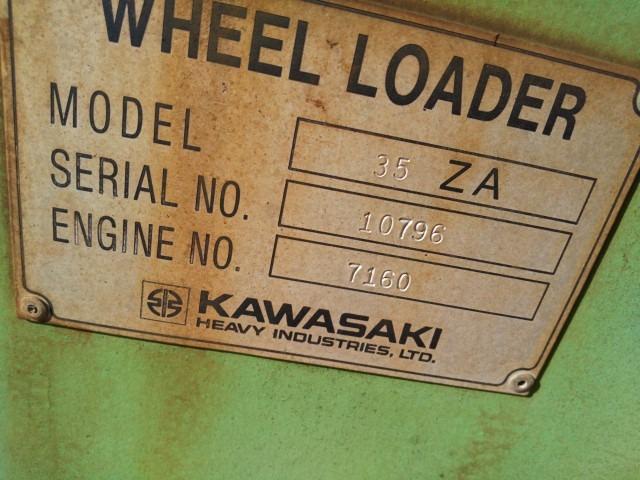 WHEEL LOADER
MODEL 35 ZA
SERIAL NO. 10796
ENGINE NO. 7160
KAWASAKI
HEAVY INDUSTRIES, LTD.